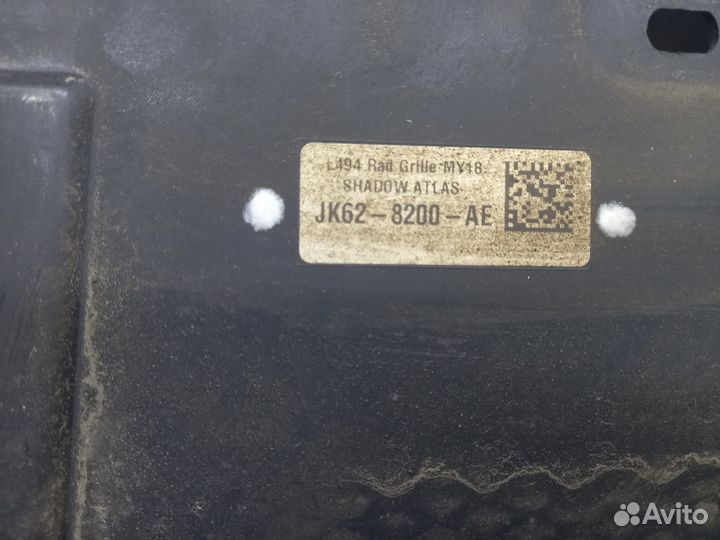 L494 Rad Grille MY18
SHADOW ATLAS
JK62-8200-AE
Avito